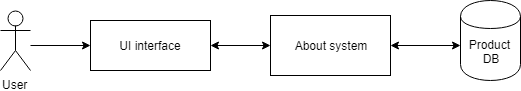 User
UI interface
About system
Product
DB